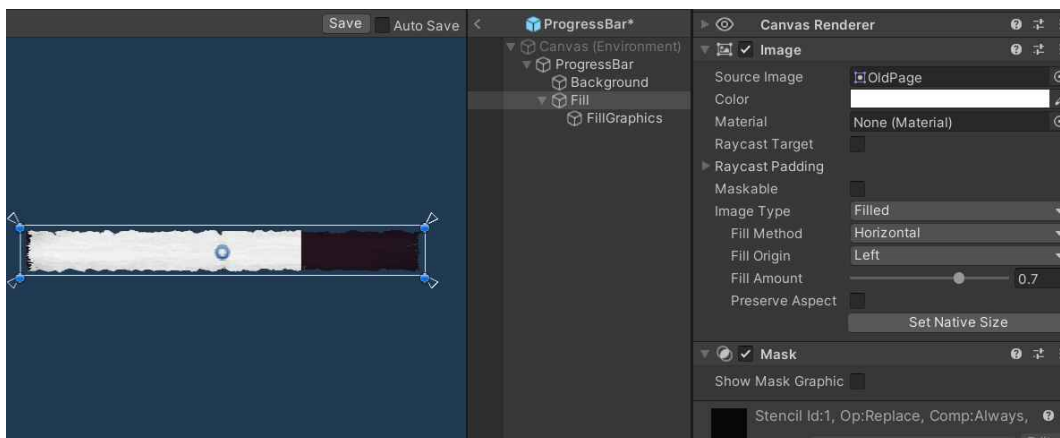 Save Auto Save
ProgressBar*
Canvas (Environment)
ProgressBar
Background
Fill
FillGraphics
Canvas Renderer
Image
Source Image OldPage
Color
Material None (Material)
Raycast Target
Raycast Padding
Maskable
Image Type Filled
Fill Method Horizontal
Fill Origin Left
Fill Amount 0.7
Preserve Aspect
Set Native Size
Mask
Show Mask Graphic
Stencil Id:1, Op:Replace, Comp:Always,